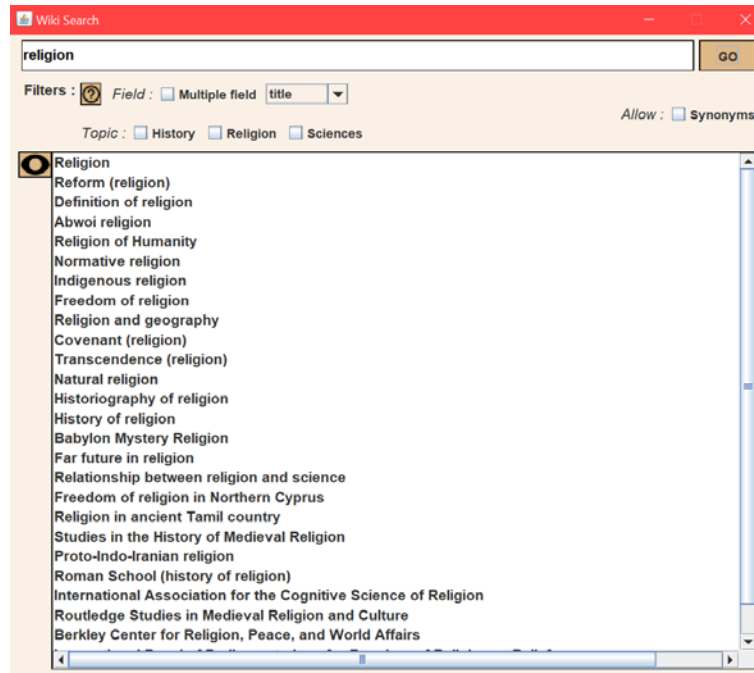 Wiki Search
religion GO
Filters : ? Field : Multiple field title
Allow : Synonyms
Topic : History Religion Sciences
Religion
Reform (religion)
Definition of religion
Abwoi religion
Religion of Humanity
Normative religion
Indigenous religion
Freedom of religion
Religion and geography
Covenant (religion)
Transcendence (religion)
Natural religion
Historiography of religion
History of religion
Babylon Mystery Religion
Far future in religion
Relationship between religion and science
Freedom of religion in Northern Cyprus
Religion in ancient Tamil country
Studies in the History of Medieval Religion
Proto-Indo-Iranian religion
Roman School (history of religion)
International Association for the Cognitive Science of Religion
Routledge Studies in Medieval Religion and Culture
Berkley Center for Religion, Peace, and World Affairs